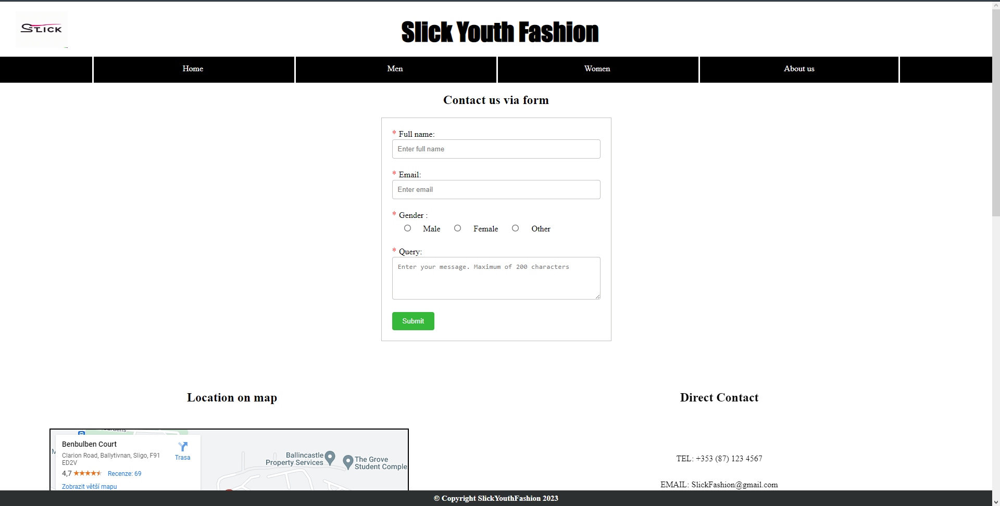 STICK
Slick Youth Fashion
Home
Men
Women
About us
Contact us via form
* Full name:
Enter full name
* Email:
Enter email
* Gender :
Male
Female
Other
* Query:
Enter your message. Maximum of 200 characters
Submit
Location on map
Direct Contact
Benbulben Court
Clarion Road, Ballytivnan, Sligo, F91
ED2V
4,7
Recenze: 69
Zobrazit větší mapu
Trasa
Ballincastle
Property Services
The Grove
Student Comple
TEL: +353 (87) 123 4567
EMAIL: SlickFashion@gmail.com
© Copyright SlickYouthFashion 2023